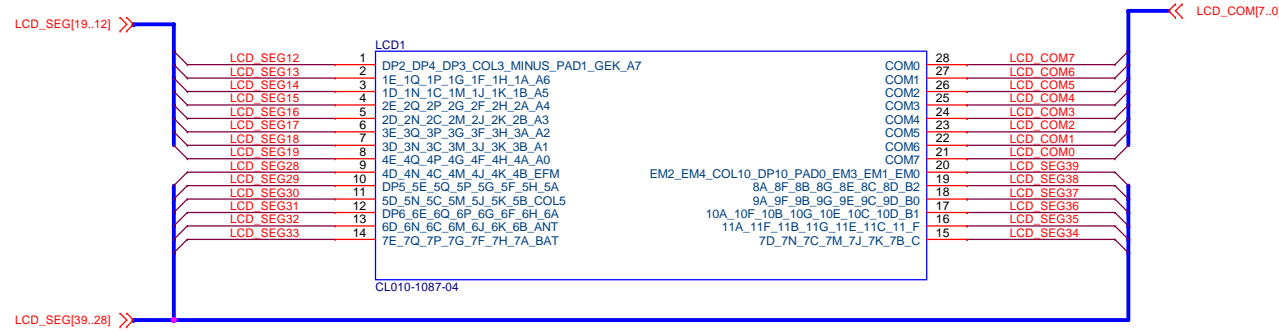 LCD_SEG[19..12]
LCD_COM[7..0
LCD1
LCD_SEG12 1 DP2_DP4_DP3_COL3_MINUS_PAD1_GEK_A7 COM0 28 LCD_COM7
LCD_SEG13 2 1E_1Q_1P_1G_1F_1H_1A_A6 COM1 27 LCD_COM6
LCD_SEG14 3 1D_1N_1C_1M_1J_1K_1B_A5 COM2 26 LCD_COM5
LCD_SEG15 4 2E_2Q_2P_2G_2F_2H_2A_A4 COM3 25 LCD_COM4
LCD_SEG16 5 2D_2N_2C_2M_2J_2K_2B_A3 COM4 24 LCD_COM3
LCD_SEG17 6 3E_3Q_3P_3G_3F_3H_3A_A2 COM5 23 LCD_COM2
LCD_SEG18 7 3D_3N_3C_3M_3J_3K_3B_A1 COM6 22 LCD_COM1
LCD_SEG19 8 4E_4Q_4P_4G_4F_4H_4A_A0 COM7 21 LCD_COM0
LCD_SEG28 9 4D_4N_4C_4M_4J_4K_4B_EFM EM2_EM4_COL10_DP10_PAD0_EM3_EM1_EM0 20 LCD_SEG39
LCD_SEG29 10 DP5_5E_5Q_5P_5G_5F_5H_5A 8A_8F_8B_8G_8E_8C_8D_B2 19 LCD_SEG38
LCD_SEG30 11 5D_5N_5C_5M_5J_5K_5B_COL5 9A_9F_9B_9G_9E_9C_9D_B0 18 LCD_SEG37
LCD_SEG31 12 DP6_6E_6Q_6P_6G_6F_6H_6A 10A_10F_10B_10G_10E_10C_10D_B1 17 LCD_SEG36
LCD_SEG32 13 6D_6N_6C_6M_6J_6K_6B_ANT 11A_11F_11B_11G_11E_11C_11_F 16 LCD_SEG35
LCD_SEG33 14 7E_7Q_7P_7G_7F_7H_7A_BAT 7D_7N_7C_7M_7J_7K_7B_C 15 LCD_SEG34
CL010-1087-04
LCD_SEG[39..28]